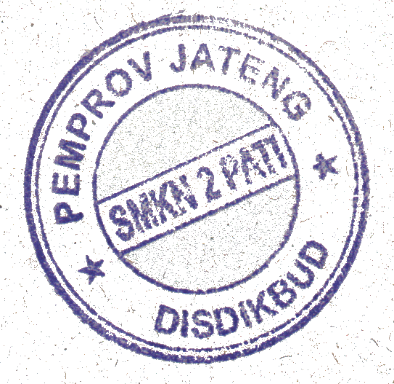 PEMPROV JATENG
SMKN 2 PATI
DISDIKBUD